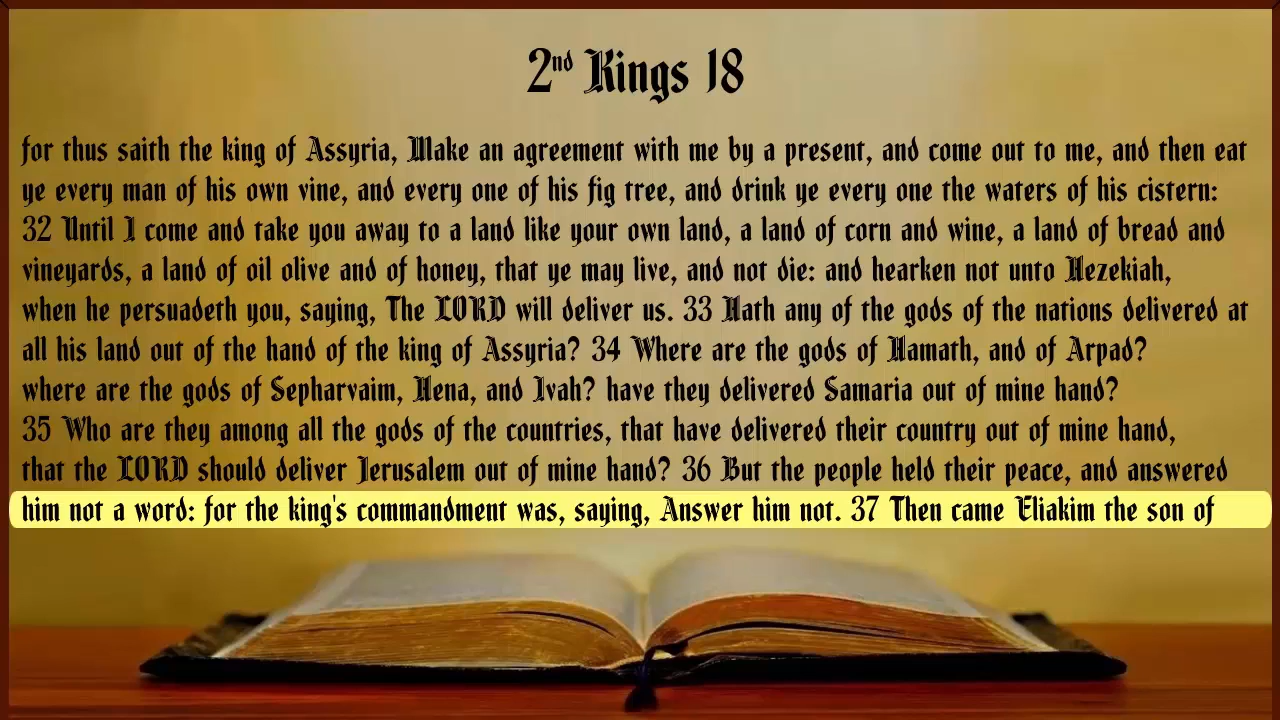 2nd Kings 18
for thus saith the king of Assyria, Make an agreement with me by a present, and come out to me, and then eat
ye every man of his own vine, and every one of his fig tree, and drink ye every one the waters of his cistern:
32 Until I come and take you away to a land like your own land, a land of corn and wine, a land of bread and
vineyards, a land of oil olive and of honey, that ye may live, and not die: and hearken not unto Hezekiah,
when he persuadeth you, saying, The LORD will deliver us. 33 Hath any of the gods of the nations delivered at
all his land out of the hand of the king of Assyria? 34 Where are the gods of Hamath, and of Arpad?
where are the gods of Sepharvaim, Hena, and Ivah? have they delivered Samaria out of mine hand?
35 Who are they among all the gods of the countries, that have delivered their country out of mine hand,
that the LORD should deliver Jerusalem out of mine hand? 36 But the people held their peace, and answered
him not a word: for the king's commandment was, saying, Answer him not. 37 Then came Eliakim the son of